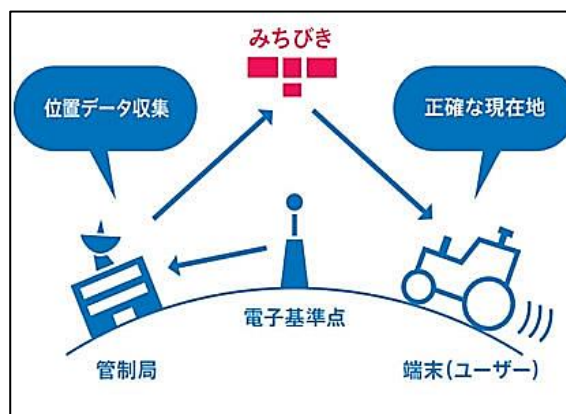 みちびき
位置データ収集
正確な現在地
電子基準点
管制局
端末(ユーザー)